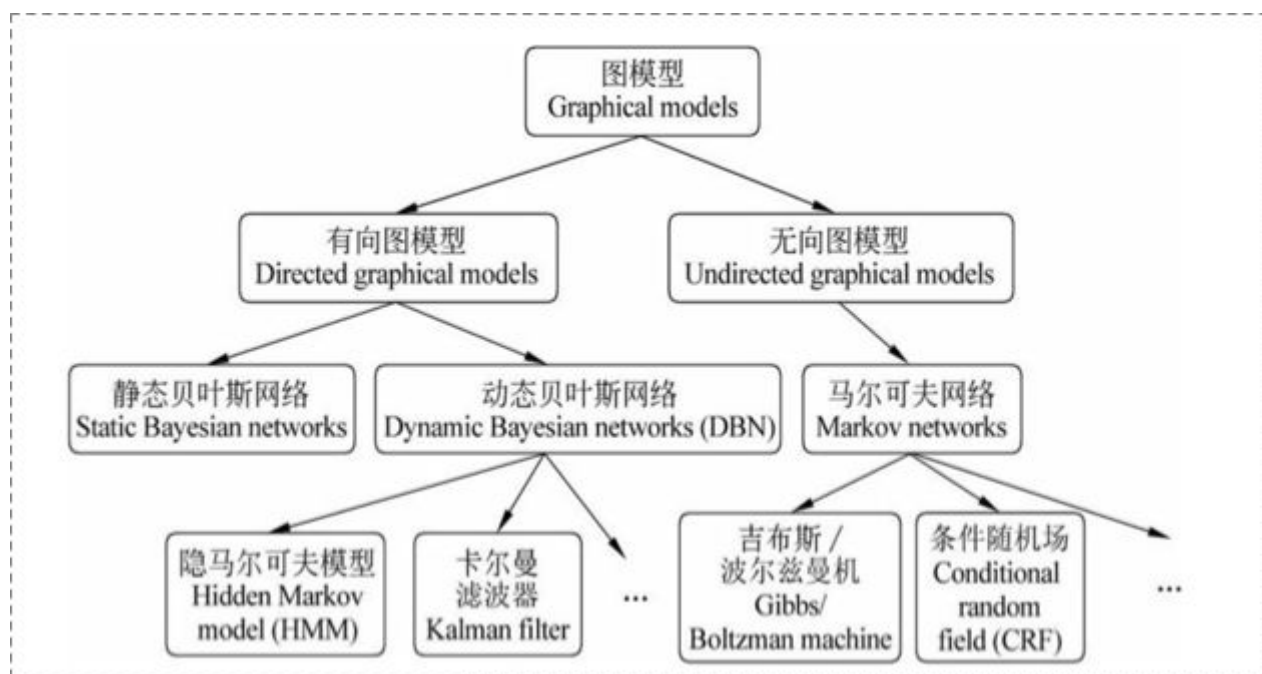 图模型
Graphical models
有向图模型
Directed graphical models
无向图模型
Undirected graphical models
静态贝叶斯网络
Static Bayesian networks
动态贝叶斯网络
Dynamic Bayesian networks (DBN)
马尔可夫网络
Markov networks
隐马尔可夫模型
Hidden Markov
model (HMM)
卡尔曼
滤波器
Kalman filter
...
吉布斯/
波尔兹曼机
Gibbs/
Boltzman machine
条件随机场
Conditional
random
field (CRF)
...